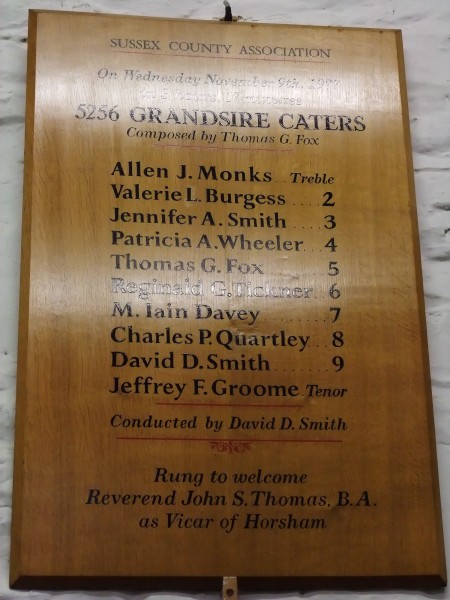 SUSSEX COUNTY ASSOCIATION
On Wednesday November 9th,
5256 GRANDSIRE CATERS
Composed by Thomas G. Fox
Allen J. Monks Treble
Valerie L. Burgess ..... 2
Jennifer A. Smith .... 3
Patricia A. Wheeler ... 4
Thomas G. Fox 5
Reginald G. Tickner 6
M. Iain Davey ....... 7
Charles P. Quartley .. 8
David D. Smith ....... 9
Jeffrey F. Groome Tenor
Conducted by David D. Smith
Rung to welcome
Reverend John S. Thomas, B.A.
as Vicar of Horsham